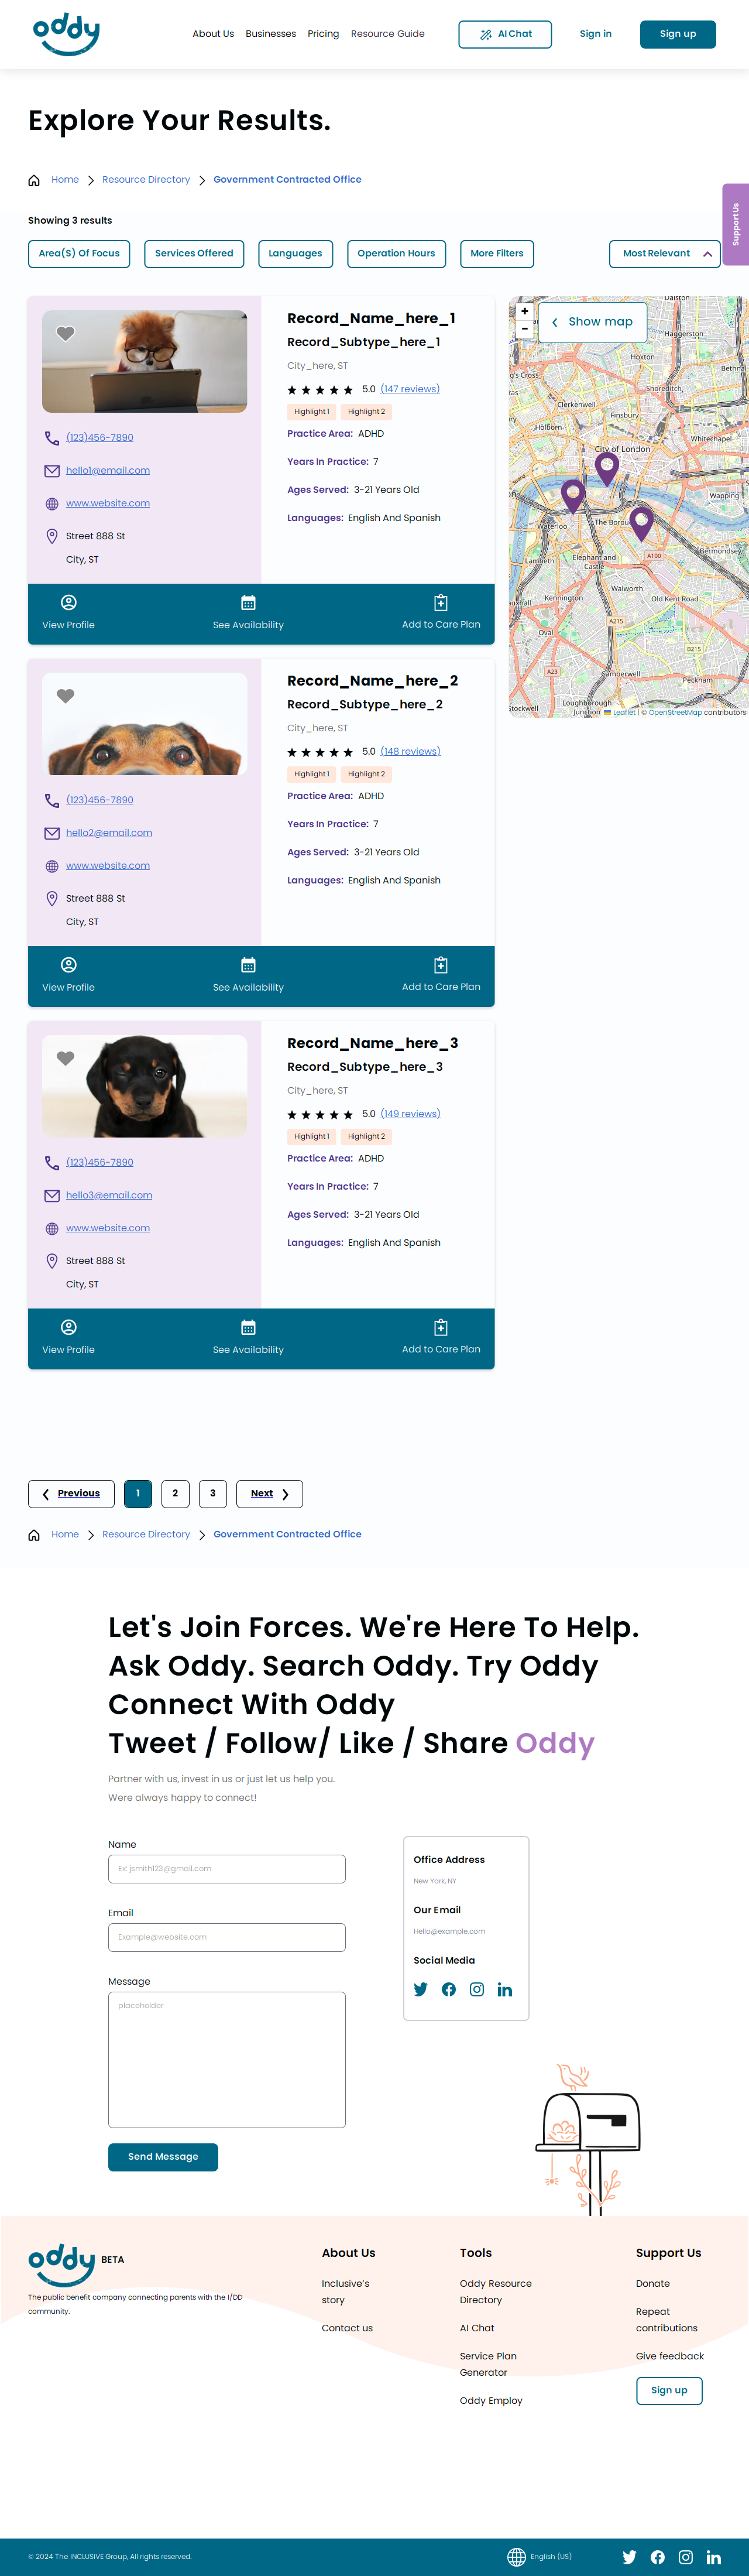 oddy
About Us Businesses Pricing Resource Guide AI Chat Sign in Sign up
Explore Your Results.
Home Resource Directory Government Contracted Office
Support Us
Showing 3 results
Area(S) Of Focus Services Offered Languages Operation Hours More Filters Most Relevant
Record_Name_here_1
Record_Subtype_here_1
City_here, ST
5.0 (147 reviews)
Highlight 1 Highlight 2
Practice Area: ADHD
Years In Practice: 7
Ages Served: 3-21 Years Old
Languages: English And Spanish
(123)456-7890
hello1@email.com
www.website.com
Street 888 St
City, ST
View Profile See Availability Add to Care Plan
+
-
Show map
Dalston
Haggerston
Hoxton
g's Cross
Bethnal
Shoreditch
Clerkenwell
Finsbury
Holborn
Whitechapel
City of London
Wapping
Waterloo
The Borough
A100
Bermondsey
Lambeth
Elephant and
Castle
Walworth
Kennington
Old Kent Road
auxhall
A215
Oval
B215
A23
Camberwell
Peckham
Loughborough
Junction
Stockwell
Leaflet | © OpenStreetMap contributors
Record_Name_here_2
Record_Subtype_here_2
City_here, ST
5.0 (148 reviews)
Highlight 1 Highlight 2
Practice Area: ADHD
Years In Practice: 7
Ages Served: 3-21 Years Old
Languages: English And Spanish
(123)456-7890
hello2@email.com
www.website.com
Street 888 St
City, ST
View Profile See Availability Add to Care Plan
Record_Name_here_3
Record_Subtype_here_3
City_here, ST
5.0 (149 reviews)
Highlight 1 Highlight 2
Practice Area: ADHD
Years In Practice: 7
Ages Served: 3-21 Years Old
Languages: English And Spanish
(123)456-7890
hello3@email.com
www.website.com
Street 888 St
City, ST
View Profile See Availability Add to Care Plan
Previous 1 2 3 Next
Home Resource Directory Government Contracted Office
Let's Join Forces. We're Here To Help.
Ask Oddy. Search Oddy. Try Oddy
Connect With Oddy
Tweet / Follow/ Like / Share Oddy
Partner with us, invest in us or just let us help you.
Were always happy to connect!
Name
Ex: jsmith123@gmail.com
Email
Example@website.com
Message
placeholder
Send Message
Office Address
New York, NY
Our Email
Hello@example.com
Social Media
oddy BETA
The public benefit company connecting parents with the I/DD
community.
About Us
Inclusive's
story
Contact us
Tools
Oddy Resource
Directory
AI Chat
Service Plan
Generator
Oddy Employ
Support Us
Donate
Repeat
contributions
Give feedback
Sign up
© 2024 The INCLUSIVE Group, All rights reserved. English (US)